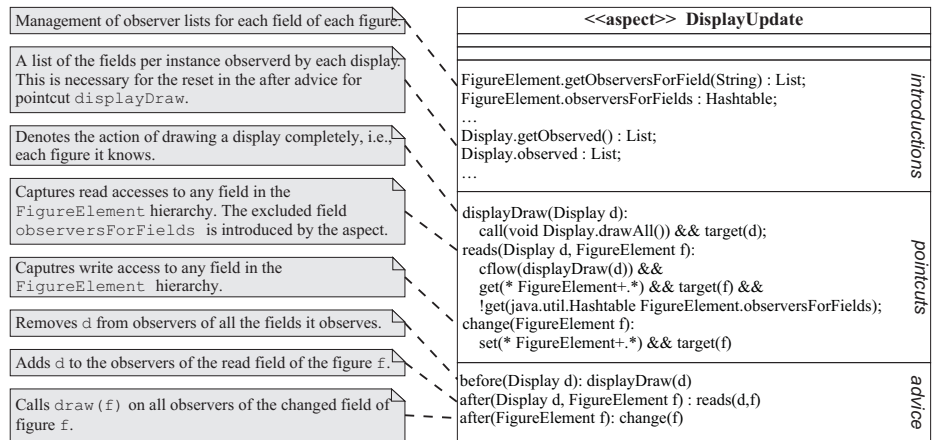 Management of observer lists for each field of each figure.
A list of the fields per instance observerd by each display.
This is necessary for the reset in the after advice for
pointcut displayDraw.
Denotes the action of drawing a display completely, i.e.,
each figure it knows.
Captures read accesses to any field in the
FigureElement hierarchy. The excluded field
observersForFields is introduced by the aspect.
Caputres write access to any field in the
FigureElement hierarchy.
Removes d from observers of all the fields it observes.
Adds d to the observers of the read field of the figure f.
Calls draw(f) on all observers of the changed field of
figure f.
<<aspect>> DisplayUpdate
FigureElement.getObserversForField(String) : List;
FigureElement.observersForFields : Hashtable;
…
Display.getObserved() : List;
Display.observed : List;
…
introductions
displayDraw(Display d):
call(void Display.drawAll()) && target(d);
reads(Display d, FigureElement f):
cflow(displayDraw(d)) &&
get(* FigureElement+.*) && target(f) &&
!get(java.util.Hashtable FigureElement.observersForFields);
change(FigureElement f):
set(* FigureElement+.*) && target(f)
pointcuts
before(Display d): displayDraw(d)
after(Display d, FigureElement f) : reads(d,f)
after(FigureElement f): change(f)
advice